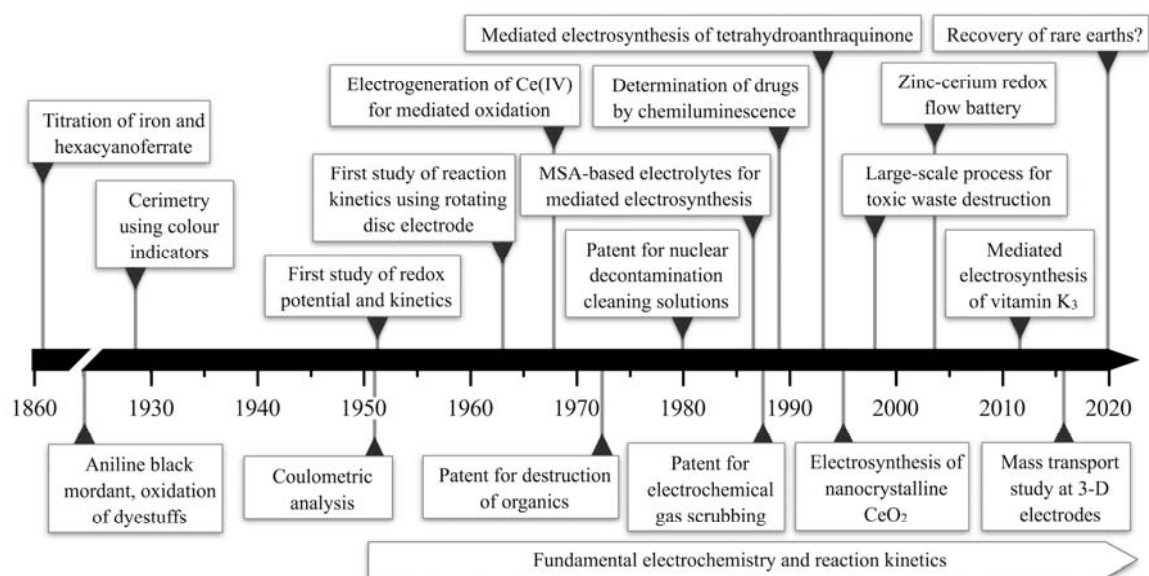 Mediated electrosynthesis of tetrahydroanthraquinone
Recovery of rare earths?
Electrogeneration of Ce(IV)
for mediated oxidation
Determination of drugs
by chemiluminescence
Zinc-cerium redox
flow battery
Titration of iron and
hexacyanoferrate
First study of reaction
kinetics using rotating
disc electrode
MSA-based electrolytes for
mediated electrosynthesis
Large-scale process for
toxic waste destruction
Cerimetry
using colour
indicators
First study of redox
potential and kinetics
Patent for nuclear
decontamination
cleaning solutions
Mediated
electrosynthesis
of vitamin K₃
1860 1930 1940 1950 1960 1970 1980 1990 2000 2010 2020
Aniline black
mordant, oxidation
of dyestuffs
Coulometric
analysis
Patent for destruction
of organics
Patent for
electrochemical
gas scrubbing
Electrosynthesis of
nanocrystalline
CeO₂
Mass transport
study at 3-D
electrodes
Fundamental electrochemistry and reaction kinetics